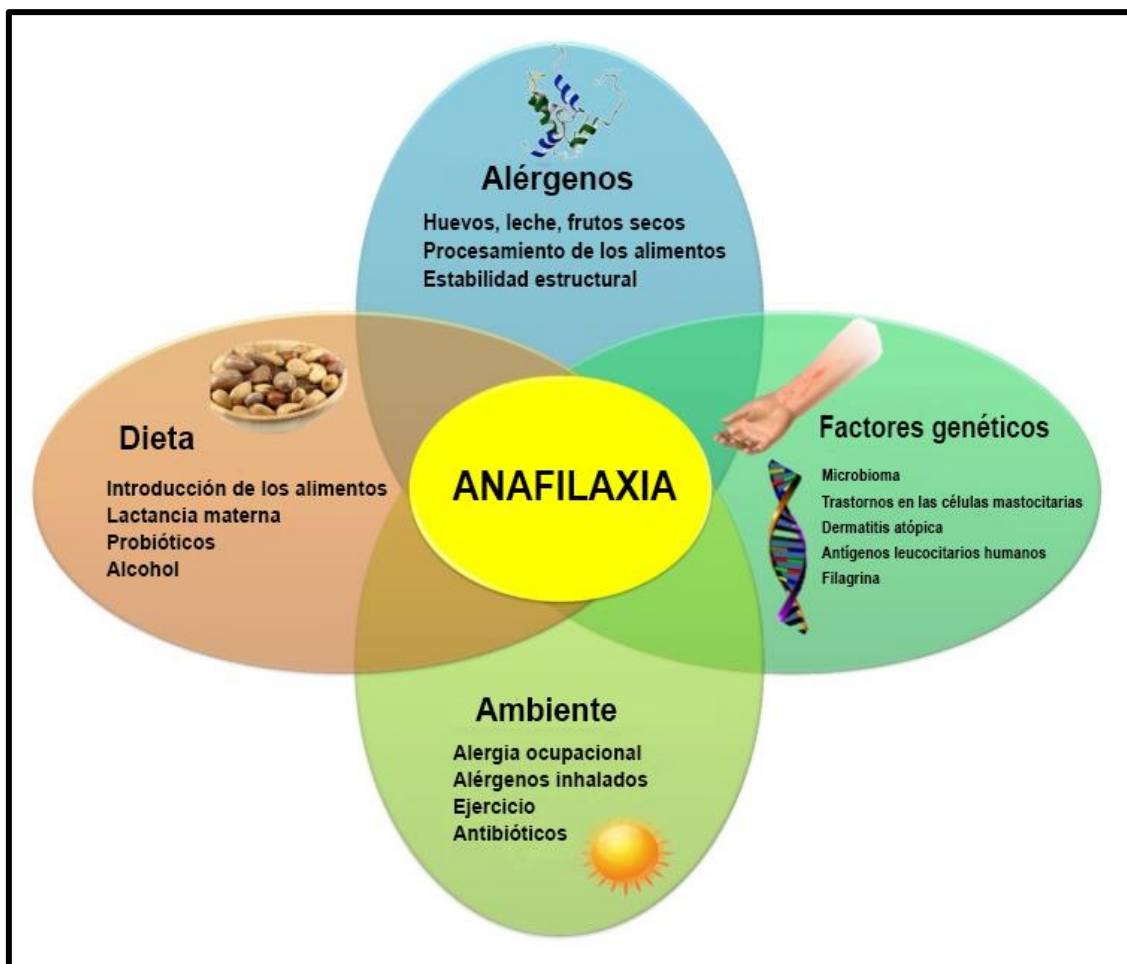 Alérgenos
Huevos, leche, frutos secos
Procesamiento de los alimentos
Estabilidad estructural
Dieta
Introducción de los alimentos
Lactancia materna
Probióticos
Alcohol
ANAFILAXIA
Factores genéticos
Microbioma
Trastornos en las células mastocitarias
Dermatitis atópica
Antígenos leucocitarios humanos
Filagrina
Ambiente
Alergia ocupacional
Alérgenos inhalados
Ejercicio
Antibióticos